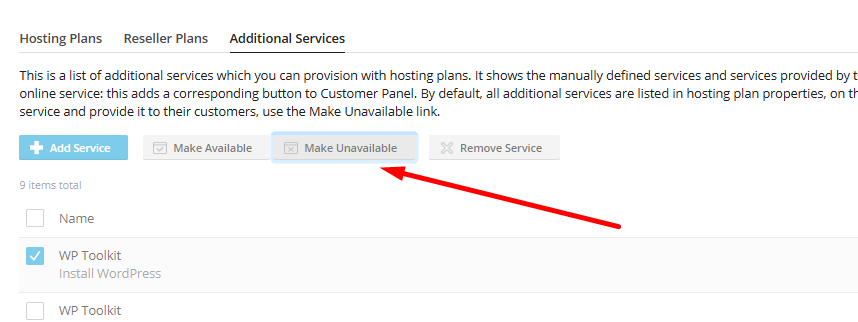 Hosting Plans Reseller Plans Additional Services
This is a list of additional services which you can provision with hosting plans. It shows the manually defined services and services provided by
online service: this adds a corresponding button to Customer Panel. By default, all additional services are listed in hosting plan properties, on
service and provide it to their customers, use the Make Unavailable link.
Add Service Make Available Make Unavailable Remove Service
9 items total
Name
WP Toolkit
Install WordPress
WP Toolkit